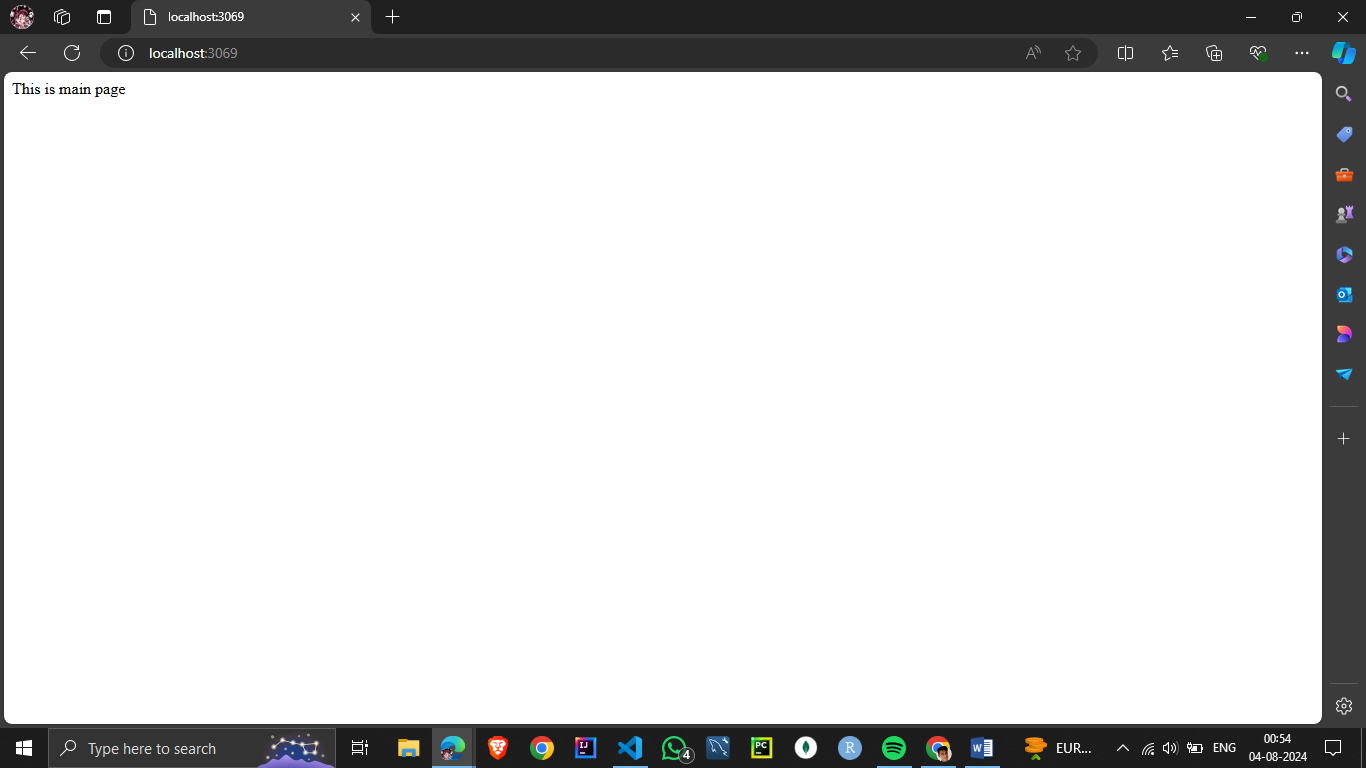 localhost:3069
localhost:3069
This is main page
Type here to search
4
EUR...
ENG
00:54
04-08-2024